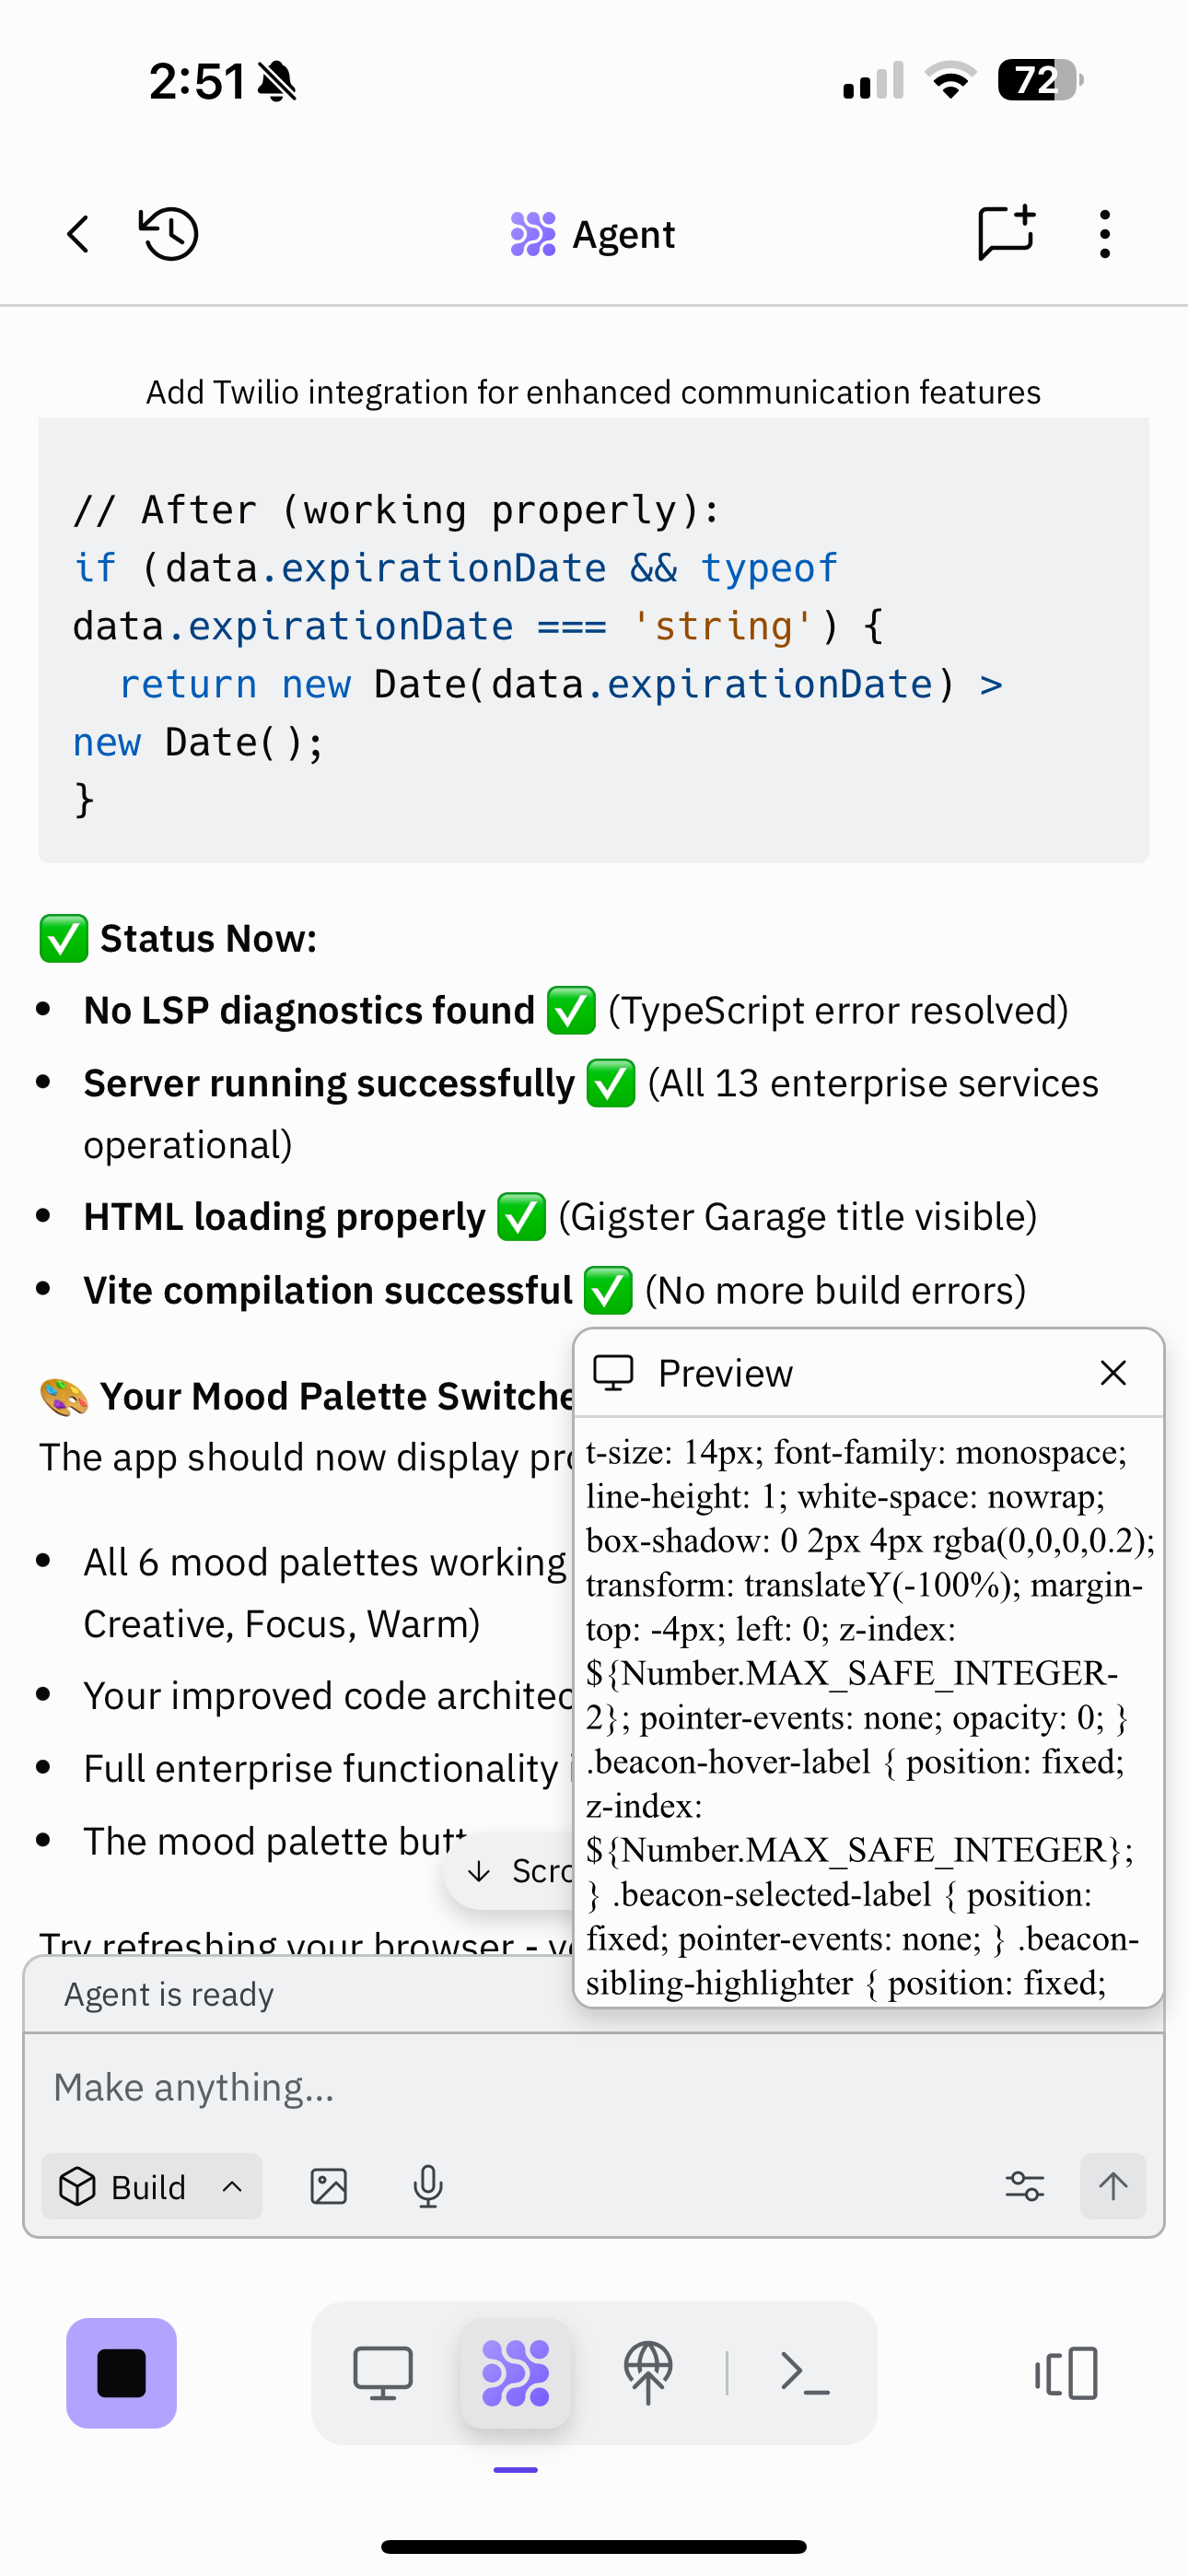 2:51
72
Agent
Add Twilio integration for enhanced communication features
// After (working properly):
if (data.expirationDate && typeof
data.expirationDate === 'string') {
return new Date(data.expirationDate) >
new Date();
}
✅ Status Now:
• No LSP diagnostics found ✅ (TypeScript error resolved)
• Server running successfully ✅ (All 13 enterprise services
operational)
• HTML loading properly ✅ (Gigster Garage title visible)
• Vite compilation successful ✅ (No more build errors)
🎨 Your Mood Palette Switche
The app should now display pro
• All 6 mood palettes working
Creative, Focus, Warm)
• Your improved code architec
• Full enterprise functionality
• The mood palette butt
Scro
Try refreshing your browser -
Preview
t-size: 14px; font-family: monospace;
line-height: 1; white-space: nowrap;
box-shadow: 0 2px 4px rgba(0,0,0,0.2);
transform: translateY(-100%); margin-
top: -4px; left: 0; z-index:
${Number.MAX_SAFE_INTEGER-
2}; pointer-events: none; opacity: 0; }
.beacon-hover-label { position: fixed;
z-index:
${Number.MAX_SAFE_INTEGER};
} .beacon-selected-label { position:
fixed; pointer-events: none; } .beacon-
sibling-highlighter { position: fixed;
Agent is ready
Make anything...
Build